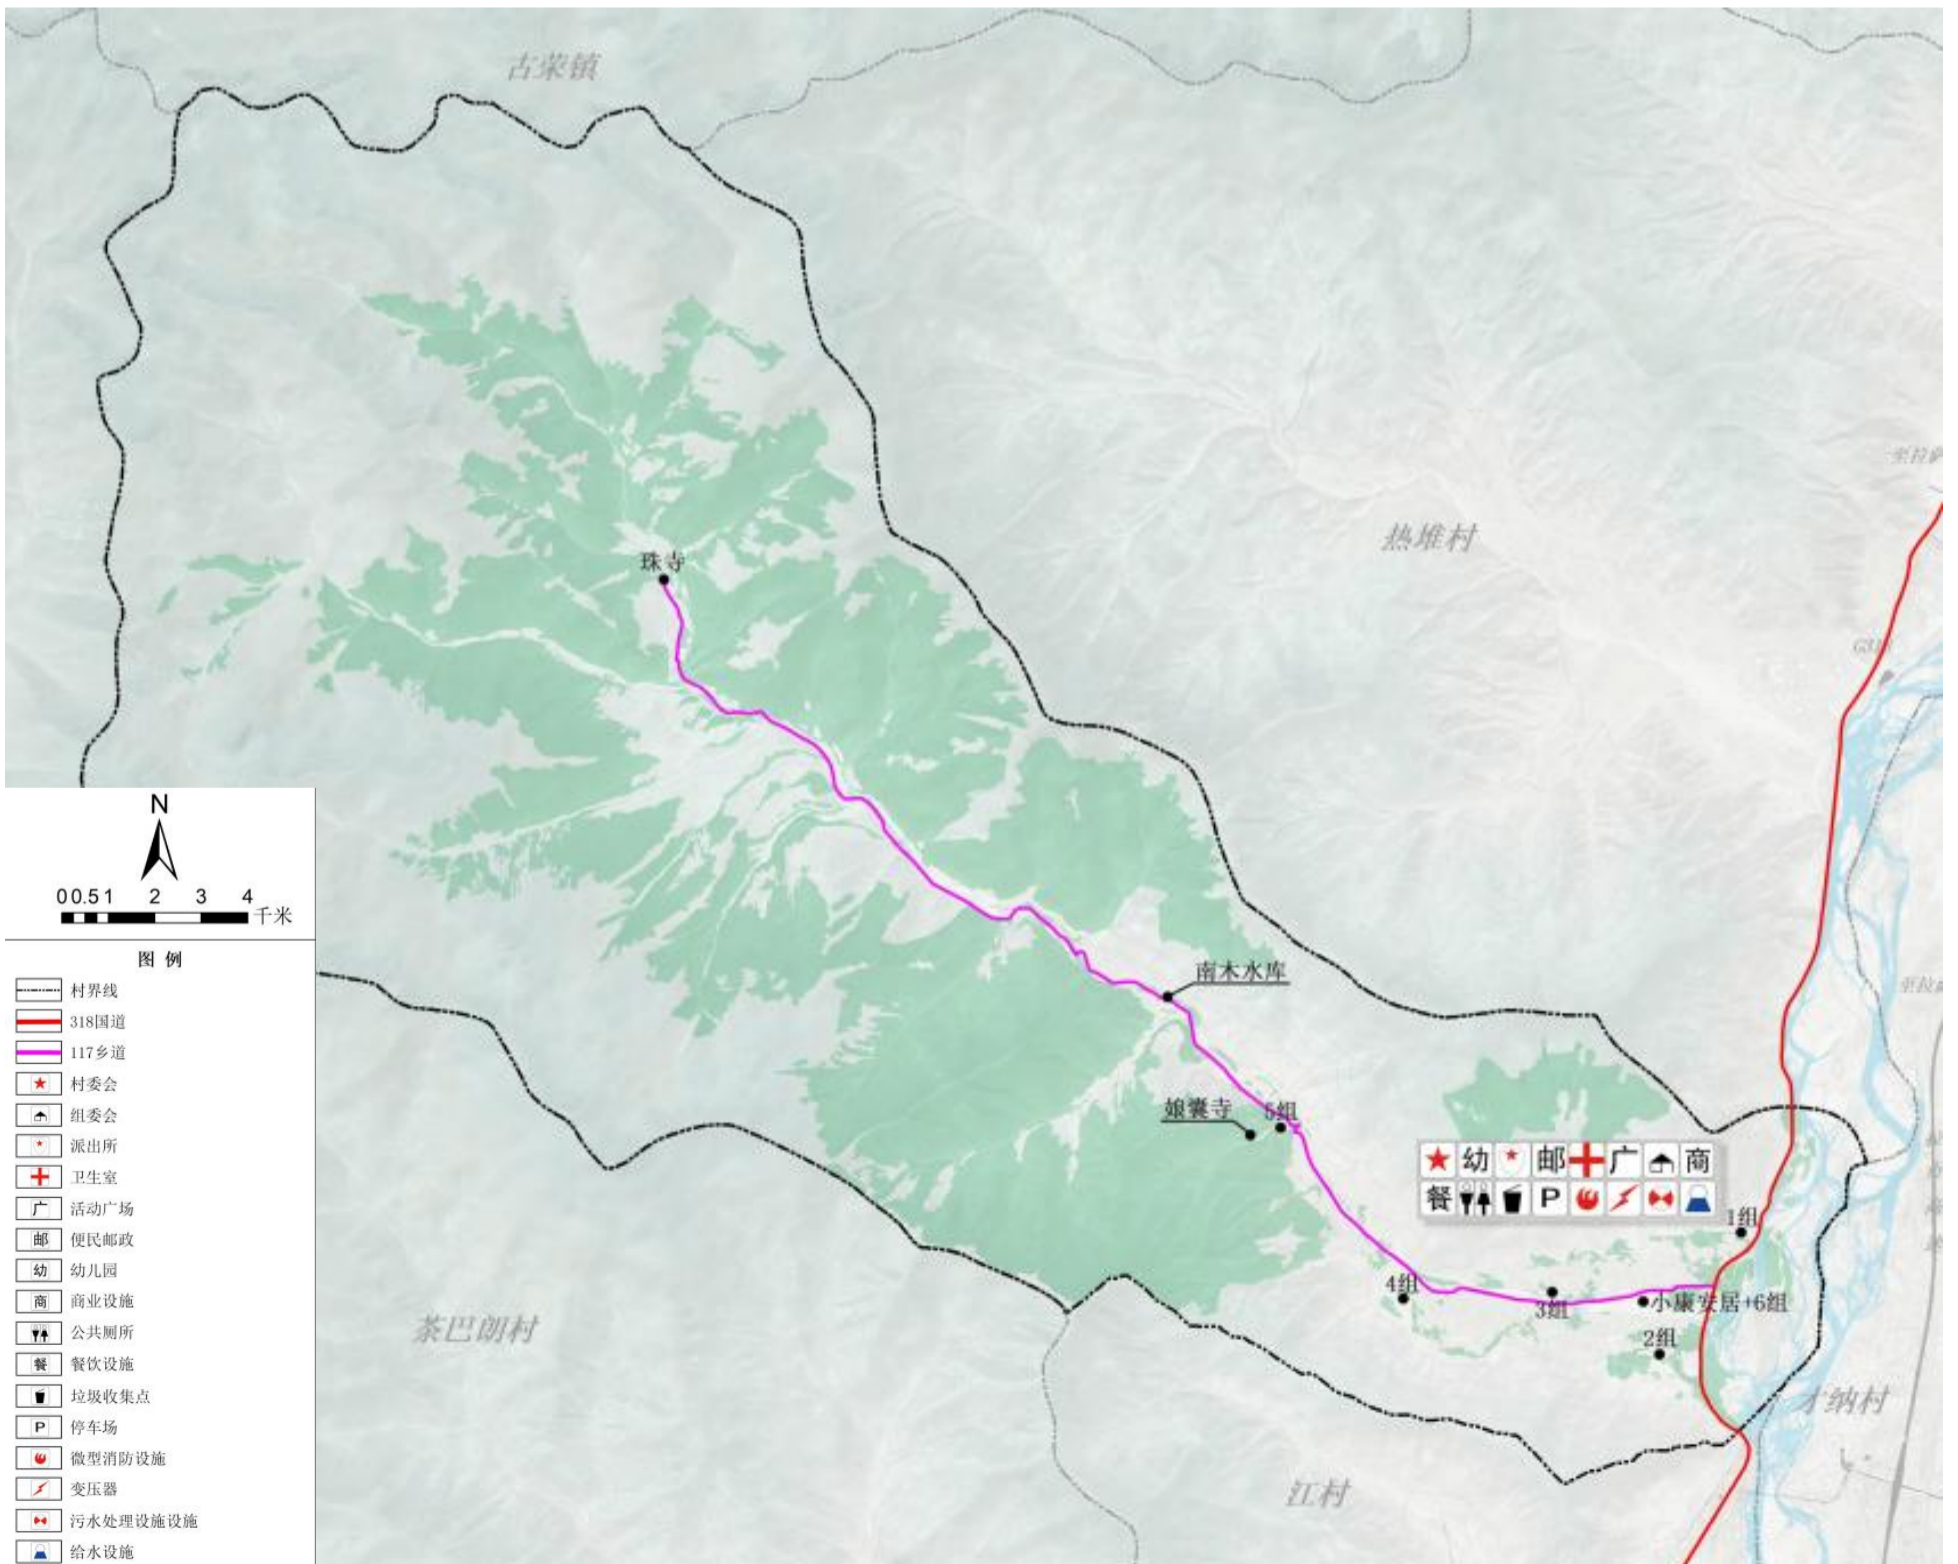 古荣镇
热堆村
珠寺
南木水库
娘囊寺
5组
幼 邮 广 商
餐 P
1组
4组
3组
小康安居+6组
2组
茶巴朗村
才纳村
江村
N
0 0.5 1 2 3 4 千米
图 例
村界线
318国道
117乡道
村委会
组委会
派出所
卫生室
广 活动广场
邮 便民邮政
幼 幼儿园
商 商业设施
公共厕所
餐 餐饮设施
垃圾收集点
P 停车场
微型消防设施
变压器
污水处理设施设施
给水设施